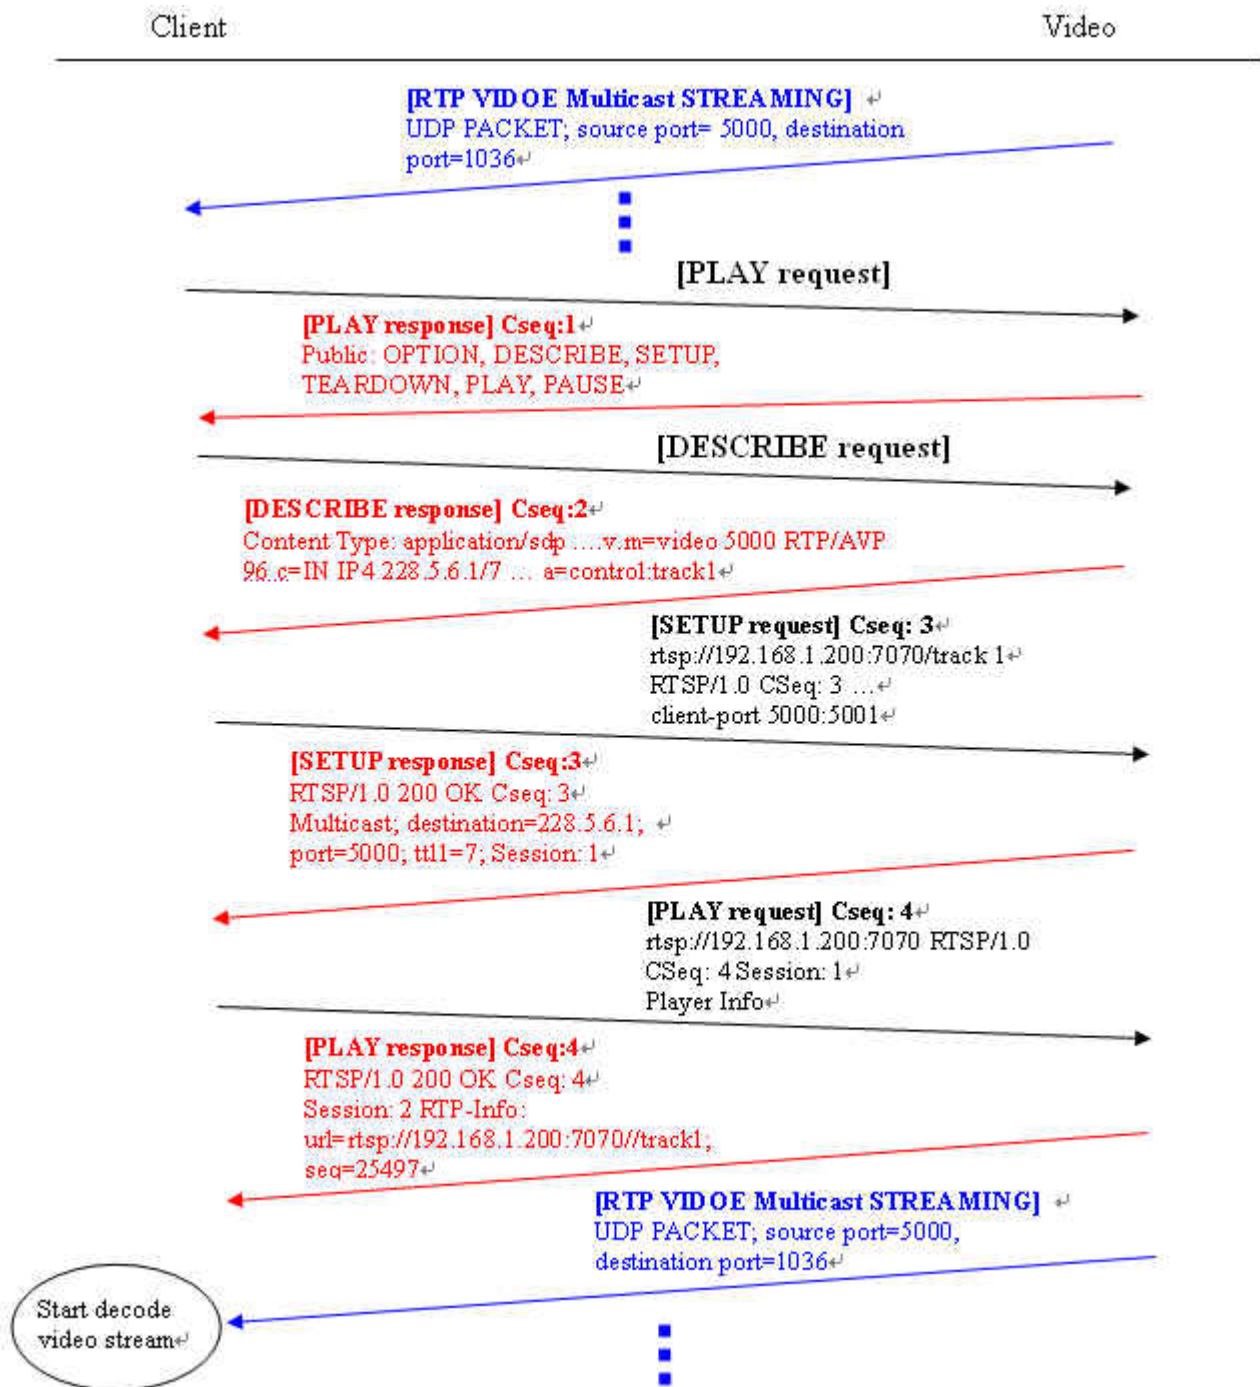 Client
Video
[RTP VIDOE Multicast STREAMING]
UDP PACKET; source port= 5000, destination
port=1036
[PLAY request]
[PLAY response] Cseq:1
Public: OPTION, DESCRIBE, SETUP,
TEARDOWN, PLAY, PAUSE
[DESCRIBE request]
[DESCRIBE response] Cseq:2
Content Type: application/sdp ....v.m=video 5000 RTP/AVP
96 c=IN IP4 228.5.6.1/7 ... a=control:track1
[SETUP request] Cseq: 3
rtsp://192.168.1.200:7070/track 1
RTSP/1.0 CSeq: 3 ...
client-port 5000:5001
[SETUP response] Cseq:3
RTSP/1.0 200 OK Cseq: 3
Multicast; destination=228.5.6.1;
port=5000; ttl1=7; Session: 1
[PLAY request] Cseq: 4
rtsp://192.168.1.200:7070 RTSP/1.0
CSeq: 4 Session: 1
Player Info
[PLAY response] Cseq:4
RTSP/1.0 200 OK Cseq: 4
Session: 2 RTP-Info:
url=rtsp://192.168.1.200:7070//track1;
seq=25497
[RTP VIDOE Multicast STREAMING]
UDP PACKET; source port=5000,
destination port=1036
Start decode
video stream